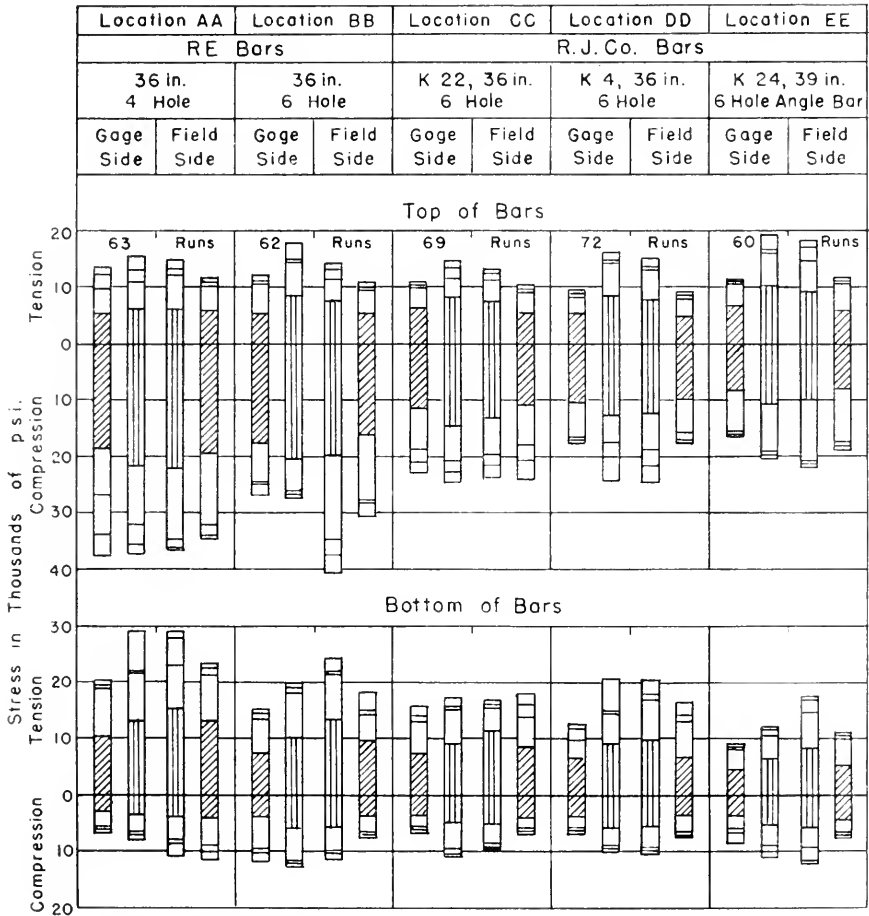 Location AA Location BB Location CC Location DD Location EE
RE Bars R.J.Co. Bars
36 in. 36 in. K 22, 36 in. K 4, 36 in. K 24, 39 in.
4 Hole 6 Hole 6 Hole 6 Hole 6 Hole Angle Bar
Gage Field Gage Field Gage Field Gage Field Gage Field
Side Side Side Side Side Side Side Side Side Side
Top of Bars
63 Runs 62 Runs 69 Runs 72 Runs 60 Runs
20
10
0
10
20
30
40
Tension
Compression
Stress in Thousands of psi.
Bottom of Bars
30
20
10
0
10
20
Tension
Compression